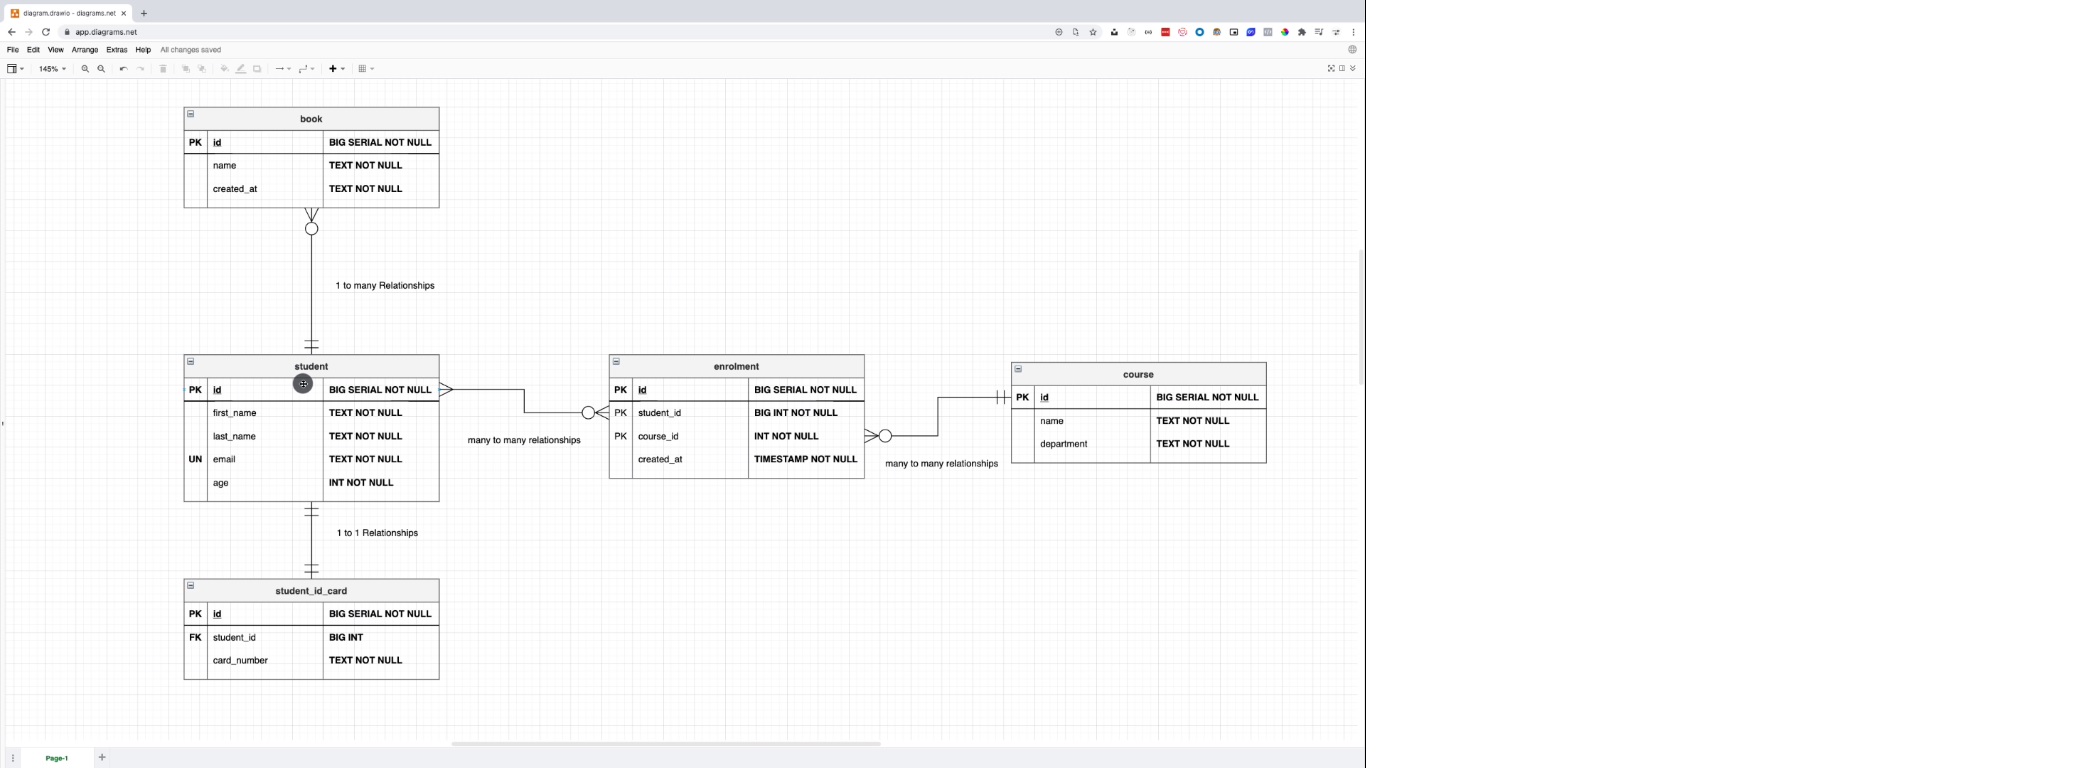 diagram.drawio - diagrams.net
app.diagrams.net
File Edit View Arrange Extras Help All changes saved
145%
book
PK id BIG SERIAL NOT NULL
name TEXT NOT NULL
created_at TEXT NOT NULL
1 to many Relationships
student
PK id BIG SERIAL NOT NULL
first_name TEXT NOT NULL
last_name TEXT NOT NULL
UN email TEXT NOT NULL
age INT NOT NULL
many to many relationships
enrolment
PK id BIG SERIAL NOT NULL
PK student_id BIG INT NOT NULL
PK course_id INT NOT NULL
created_at TIMESTAMP NOT NULL
many to many relationships
course
PK id BIG SERIAL NOT NULL
name TEXT NOT NULL
department TEXT NOT NULL
1 to 1 Relationships
student_id_card
PK id BIG SERIAL NOT NULL
FK student_id BIG INT
card_number TEXT NOT NULL
Page-1